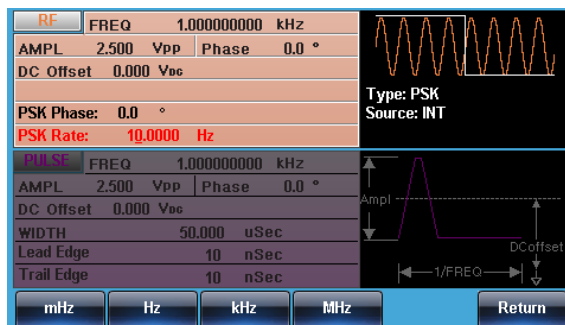 RF FREQ 1.000000000 kHz
AMPL 2.500 Vpp Phase 0.0 °
DC Offset 0.000 VDC
PSK Phase: 0.0 °
PSK Rate: 10.0000 Hz
Type: PSK
Source: INT
PULSE FREQ 1.000000000 kHz
AMPL 2.500 Vpp Phase 0.0 °
DC Offset 0.000 VDC
WIDTH 50.000 uSec
Lead Edge 10 nSec
Trail Edge 10 nSec
Ampl
DCoffset
1/FREQ
mHz Hz kHz MHz Return